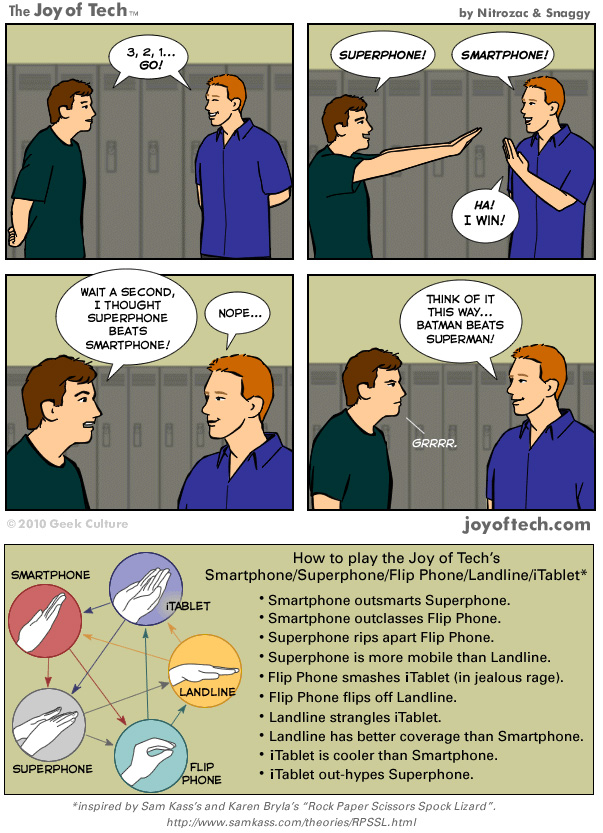 The Joy of Tech™
by Nitrozac & Snaggy
3, 2, 1...
GO!
SUPERPHONE!
SMARTPHONE!
HA!
I WIN!
WAIT A SECOND,
I THOUGHT
SUPERPHONE
BEATS
SMARTPHONE!
NOPE...
THINK OF IT
THIS WAY...
BATMAN BEATS
SUPERMAN!
GRRRR.
© 2010 Geek Culture
joyoftech.com
SMARTPHONE
iTABLET
LANDLINE
SUPERPHONE
FLIP
PHONE
How to play the Joy of Tech's
Smartphone/Superphone/Flip Phone/Landline/iTablet*
• Smartphone outsmarts Superphone.
• Smartphone outclasses Flip Phone.
• Superphone rips apart Flip Phone.
• Superphone is more mobile than Landline.
• Flip Phone smashes iTablet (in jealous rage).
• Flip Phone flips off Landline.
• Landline strangles iTablet.
• Landline has better coverage than Smartphone.
• iTablet is cooler than Smartphone.
• iTablet out-hypes Superphone.
*inspired by Sam Kass's and Karen Bryla's "Rock Paper Scissors Spock Lizard".
http://www.samkass.com/theories/RPSSL.html